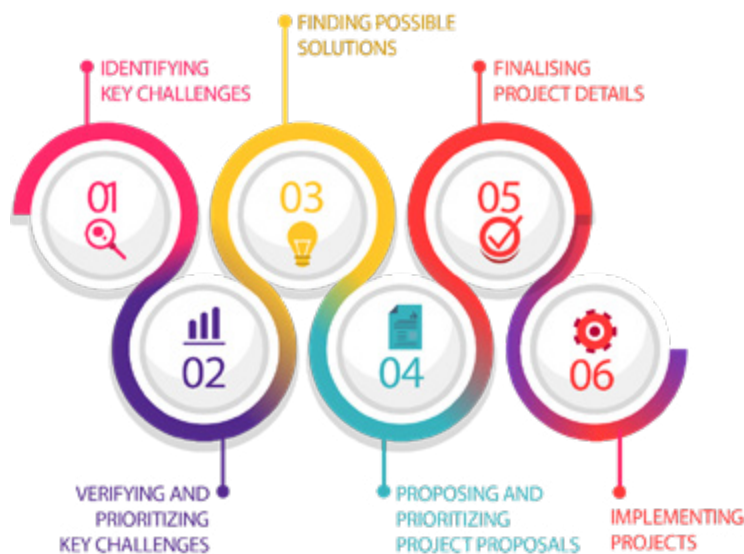 01
IDENTIFYING
KEY CHALLENGES
02
VERIFYING AND
PRIORITIZING
KEY CHALLENGES
03
FINDING POSSIBLE
SOLUTIONS
04
PROPOSING AND
PRIORITIZING
PROJECT PROPOSALS
05
FINALISING
PROJECT DETAILS
06
IMPLEMENTING
PROJECTS